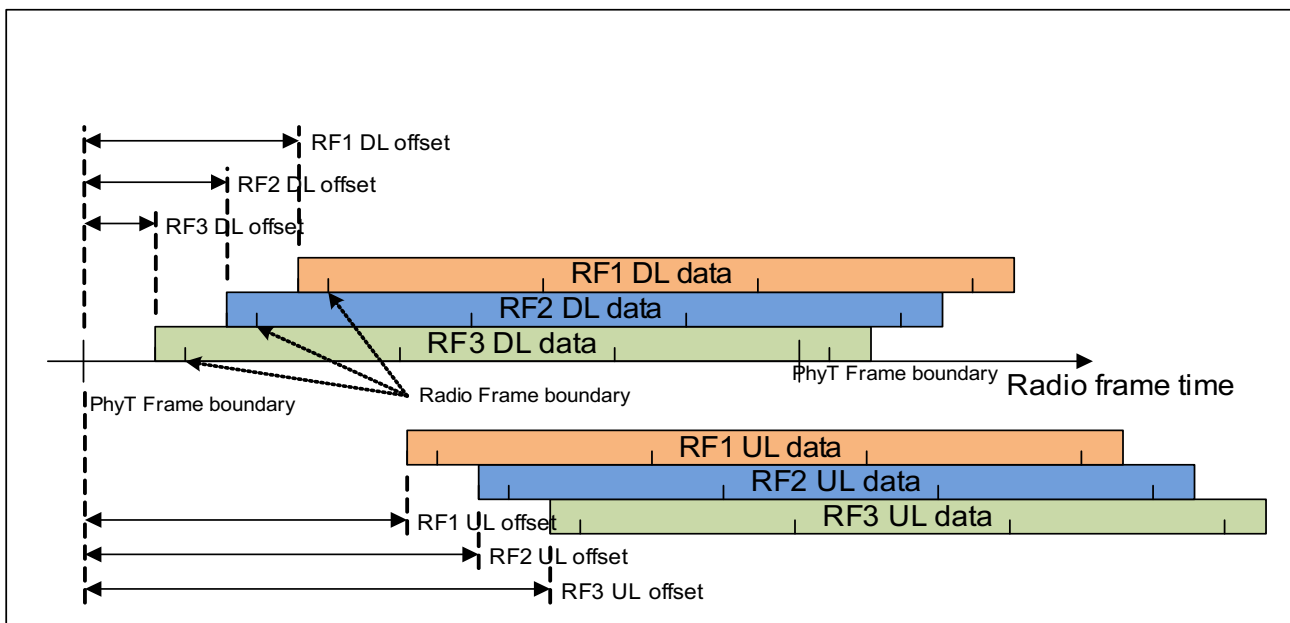 RF1 DL offset
RF2 DL offset
RF3 DL offset
RF1 DL data
RF2 DL data
RF3 DL data
PhyT Frame boundary
Radio frame time
PhyT Frame boundary
Radio Frame boundary
RF1 UL data
RF2 UL data
RF3 UL data
RF1 UL offset
RF2 UL offset
RF3 UL offset